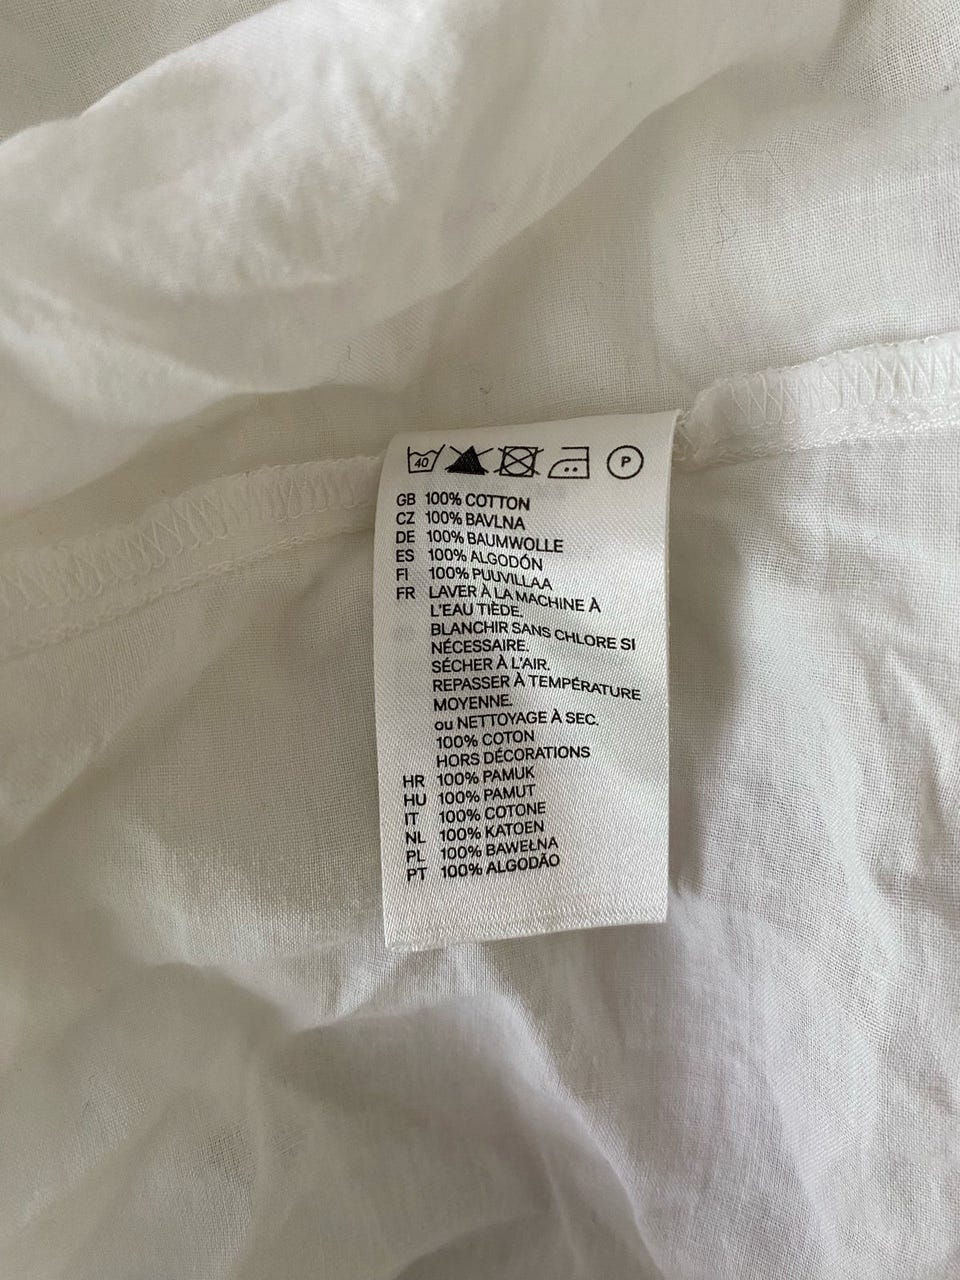 40 P
GB 100% COTTON
CZ 100% BAVLNA
DE 100% BAUMWOLLE
ES 100% ALGODÓN
FI 100% PUUVILLAA
FR LAVER À LA MACHINE À
L'EAU TIÈDE.
BLANCHIR SANS CHLORE SI
NÉCESSAIRE.
SÉCHER À L'AIR.
REPASSER À TEMPÉRATURE
MOYENNE.
ou NETTOYAGE À SEC.
100% COTON
HORS DÉCORATIONS
HR 100% PAMUK
HU 100% PAMUT
IT 100% COTONE
NL 100% KATOEN
PL 100% BAWEŁNA
PT 100% ALGODÃO